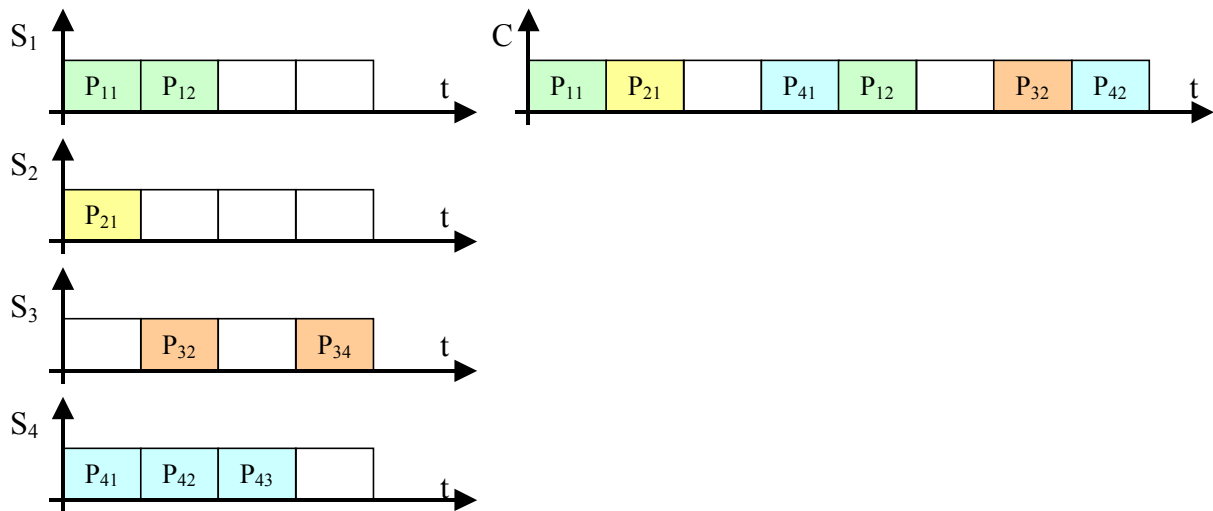 S₁ C
P₁₁ P₁₂ t P₁₁ P₂₁ P₄₁ P₁₂ P₃₂ P₄₂ t
S₂
P₂₁ t
S₃
P₃₂ P₃₄ t
S₄
P₄₁ P₄₂ P₄₃ t